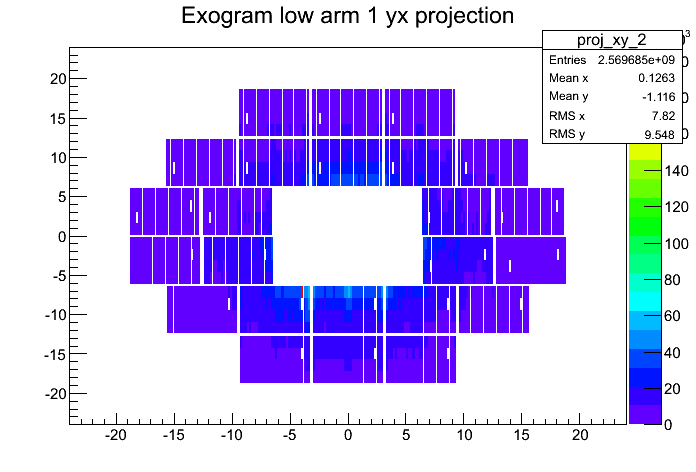 Exogram low arm 1 yx projection
proj_xy_2
Entries 2.569685e+09
Mean x 0.1263
Mean y -1.116
RMS x 7.82
RMS y 9.548
20
15
10
5
0
-5
-10
-15
-20
-20 -15 -10 -5 0 5 10 15 20
140
120
100
80
60
40
20
0